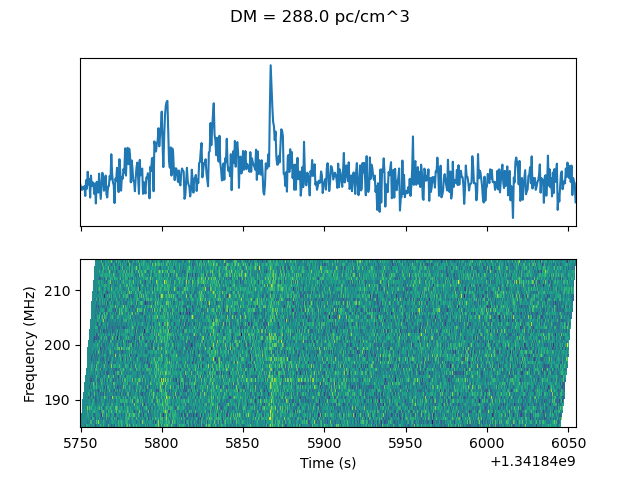 DM = 288.0 pc/cm^3
210
200
190
Frequency (MHz)
5750 5800 5850 5900 5950 6000 6050
Time (s)
+1.34184e9